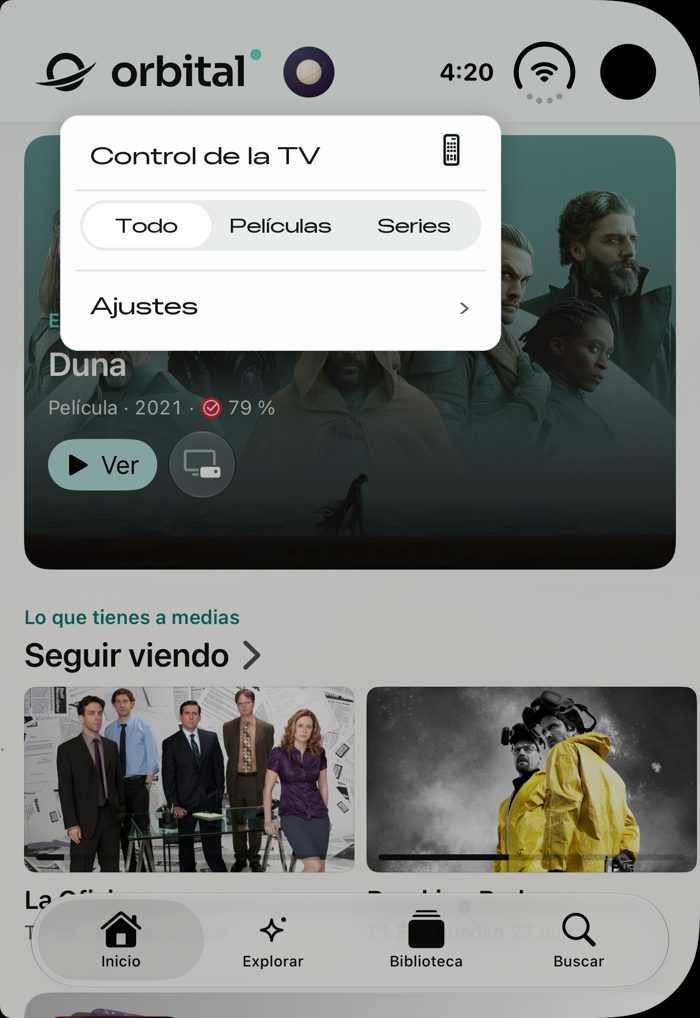 orbital
4:20
Control de la TV
Todo
Películas
Series
Ajustes
E
Duna
Película · 2021 · 79 %
Ver
Lo que tienes a medias
Seguir viendo
La
Inicio
Explorar
Biblioteca
Buscar